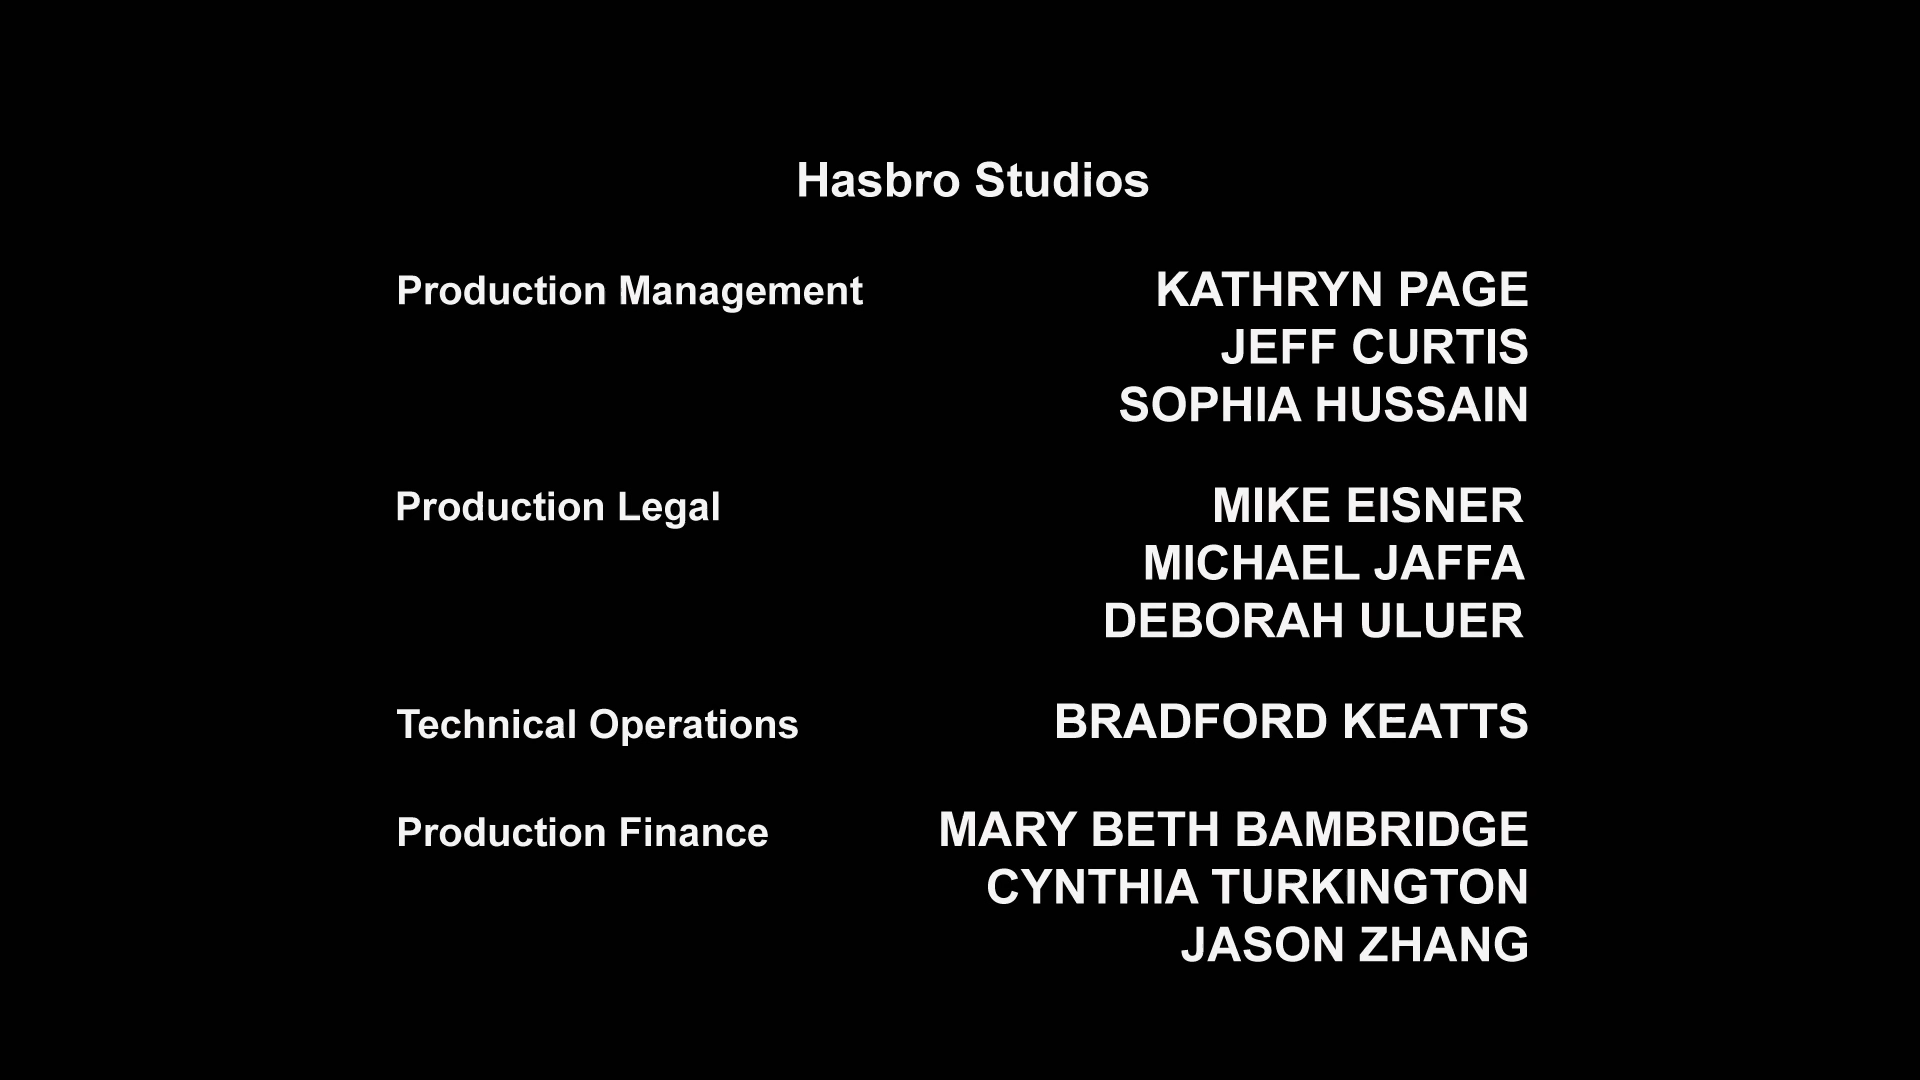 Hasbro Studios
Production Management KATHRYN PAGE
JEFF CURTIS
SOPHIA HUSSAIN
Production Legal MIKE EISNER
MICHAEL JAFFA
DEBORAH ULUER
Technical Operations BRADFORD KEATTS
Production Finance MARY BETH BAMBRIDGE
CYNTHIA TURKINGTON
JASON ZHANG